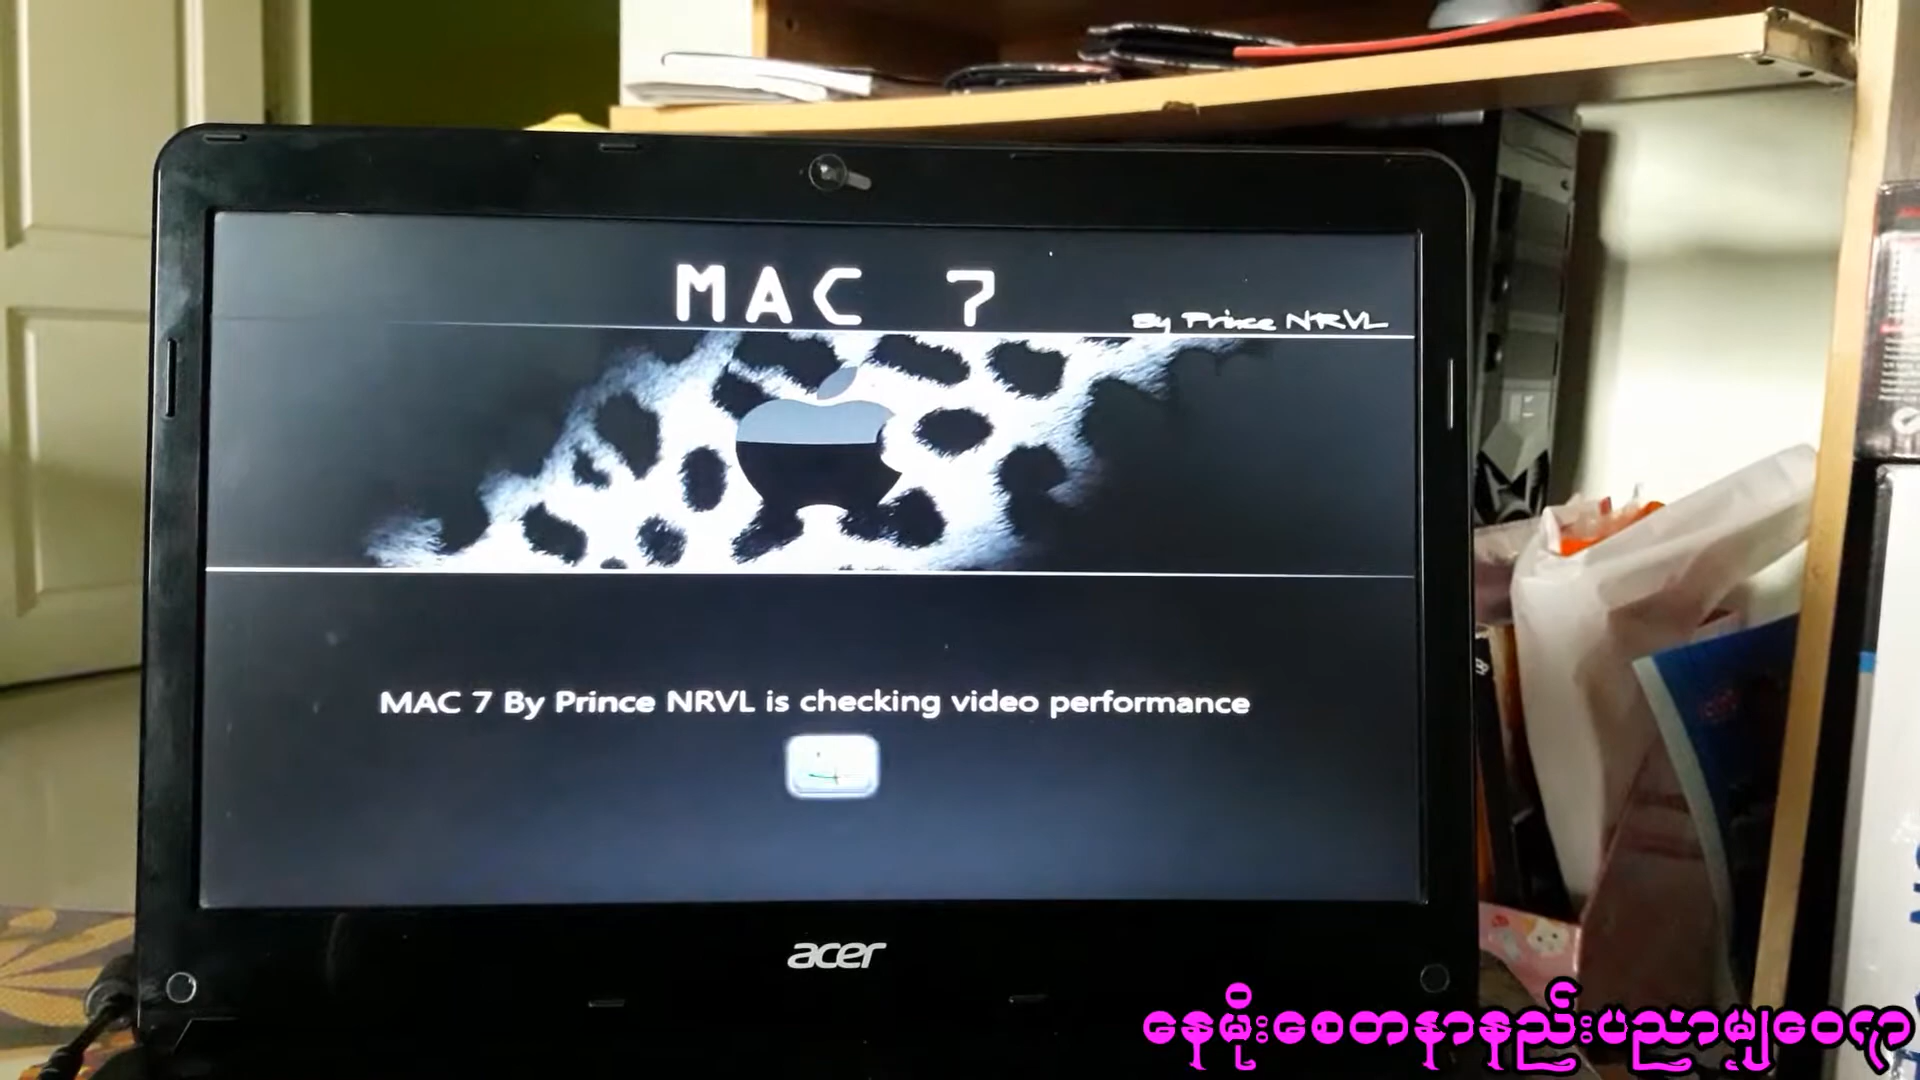 MAC 7
By Prince NRVL
MAC 7 By Prince NRVL is checking video performance
acer
နေမိုးစေတနာနည်းပညာမျှဝေရာ